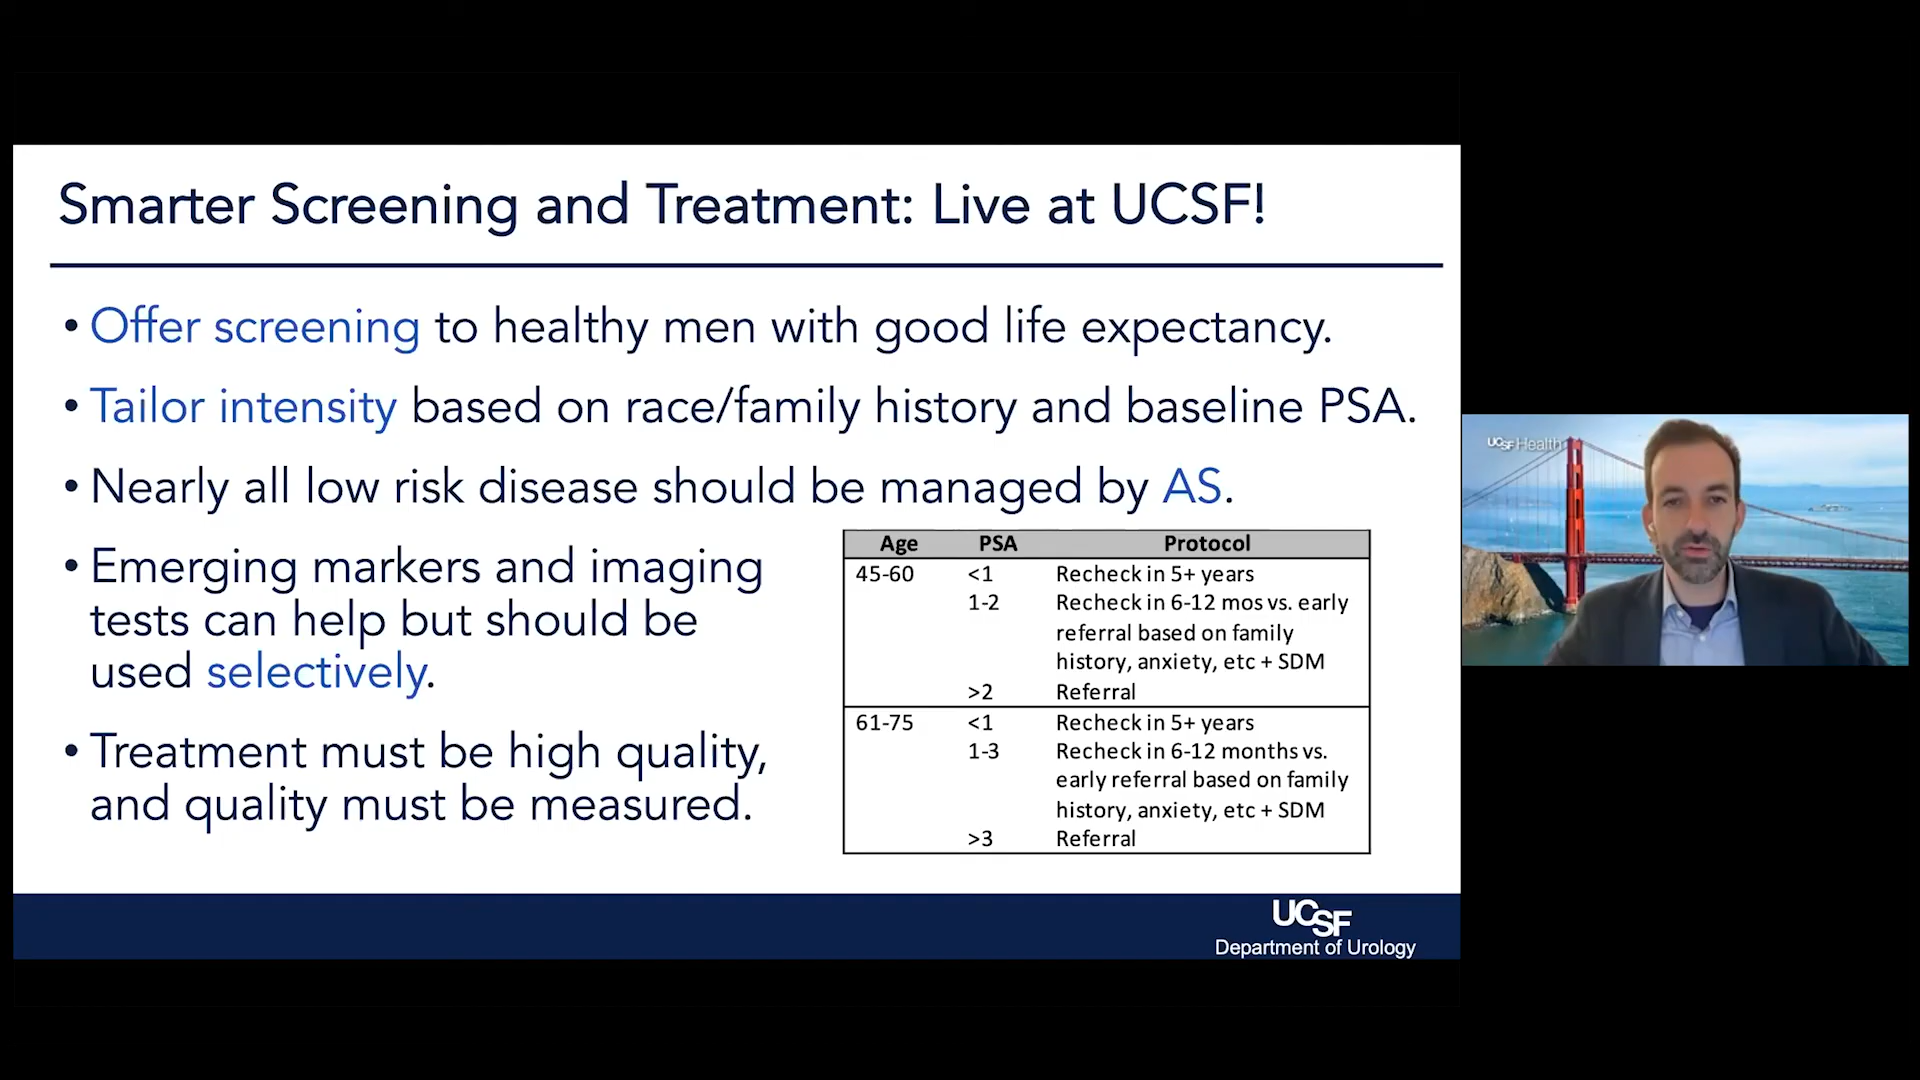 Smarter Screening and Treatment: Live at UCSF!
• Offer screening to healthy men with good life expectancy.
• Tailor intensity based on race/family history and baseline PSA.
• Nearly all low risk disease should be managed by AS.
• Emerging markers and imaging
tests can help but should be
used selectively.
• Treatment must be high quality,
and quality must be measured.
Age PSA Protocol
45-60 <1 Recheck in 5+ years
1-2 Recheck in 6-12 mos vs. early
referral based on family
history, anxiety, etc + SDM
>2 Referral
61-75 <1 Recheck in 5+ years
1-3 Recheck in 6-12 months vs.
early referral based on family
history, anxiety, etc + SDM
>3 Referral
UCSF
Department of Urology
UCSF Health